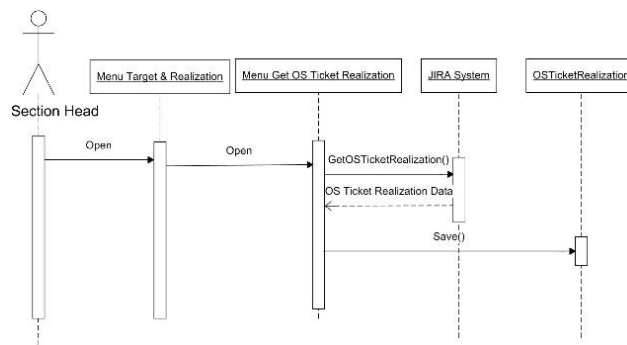 Menu Target & Realization
Menu Get OS Ticket Realization
JIRA System
OSTicketRealization
Section Head
Open
Open
GetOSTicketRealization()
OS Ticket Realization Data
Save()